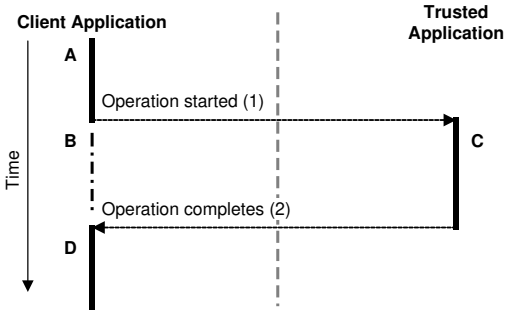 Client Application
Trusted
Application
A
Operation started (1)
B
C
Time
Operation completes (2)
D